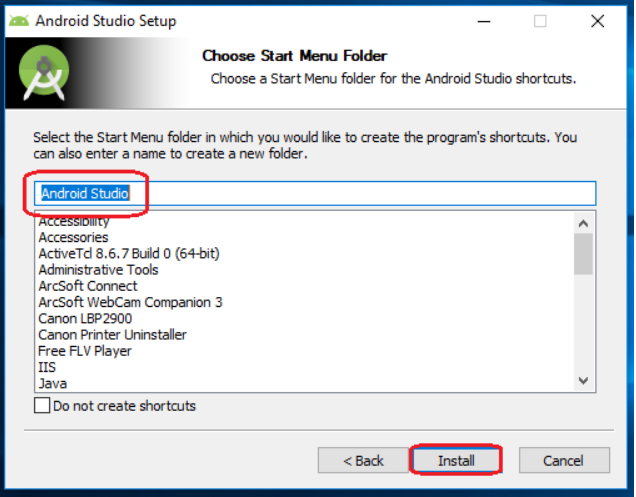 Android Studio Setup
Choose Start Menu Folder
Choose a Start Menu folder for the Android Studio shortcuts.
Select the Start Menu folder in which you would like to create the program's shortcuts. You
can also enter a name to create a new folder.
Android Studio
Accessibility
Accessories
ActiveTcl 8.6.7 Build 0 (64-bit)
Administrative Tools
ArcSoft Connect
ArcSoft WebCam Companion 3
Canon LBP2900
Canon Printer Uninstaller
Free FLV Player
IIS
Java
Do not create shortcuts
< Back
Install
Cancel